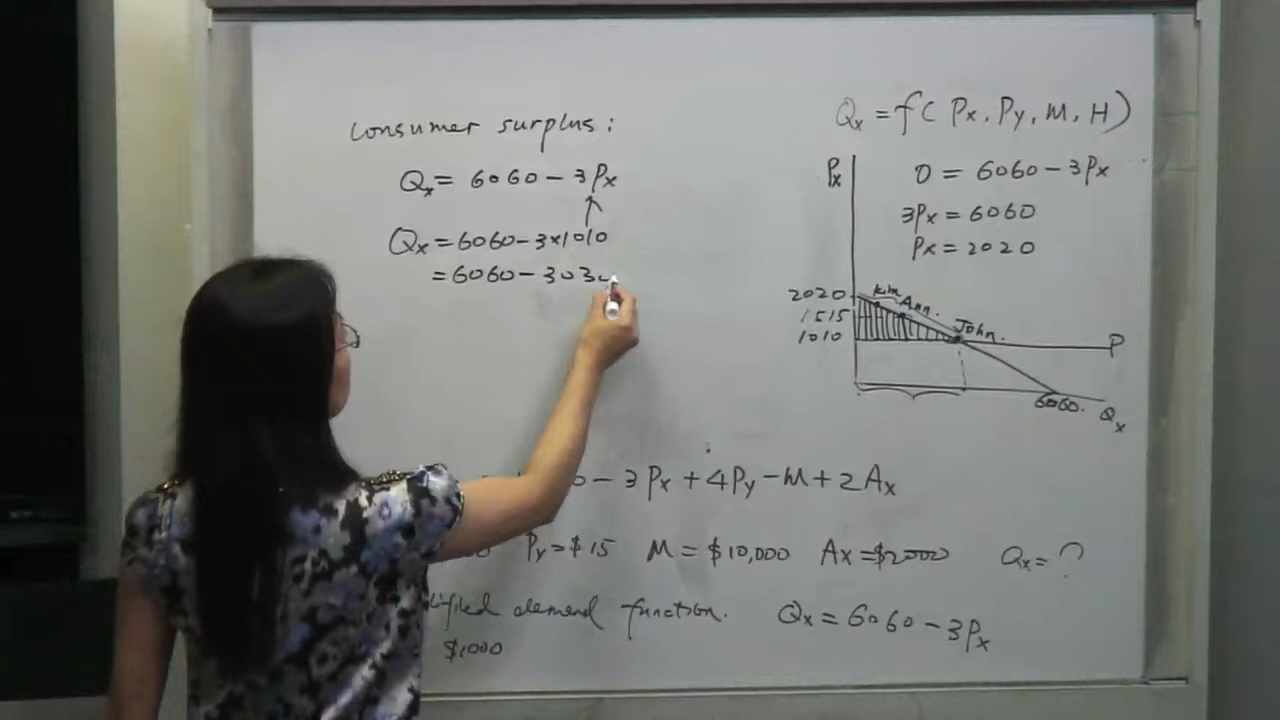 consumer surplus:
Qx = 6060 - 3Px
Qx = 6060 - 3x1010
= 6060 - 303
Qx = f( Px, Py, M, H)
0 = 6060 - 3Px
3Px = 6060
Px = 2020
Px
2020
1515
1010
Kim
Ann.
John.
P
6060.
Qx
- 3Px + 4Py - M + 2Ax
Py = $15 M = $10,000 Ax = $2000 Qx = ?
demand function. Qx = 6060 - 3Px
$1,000